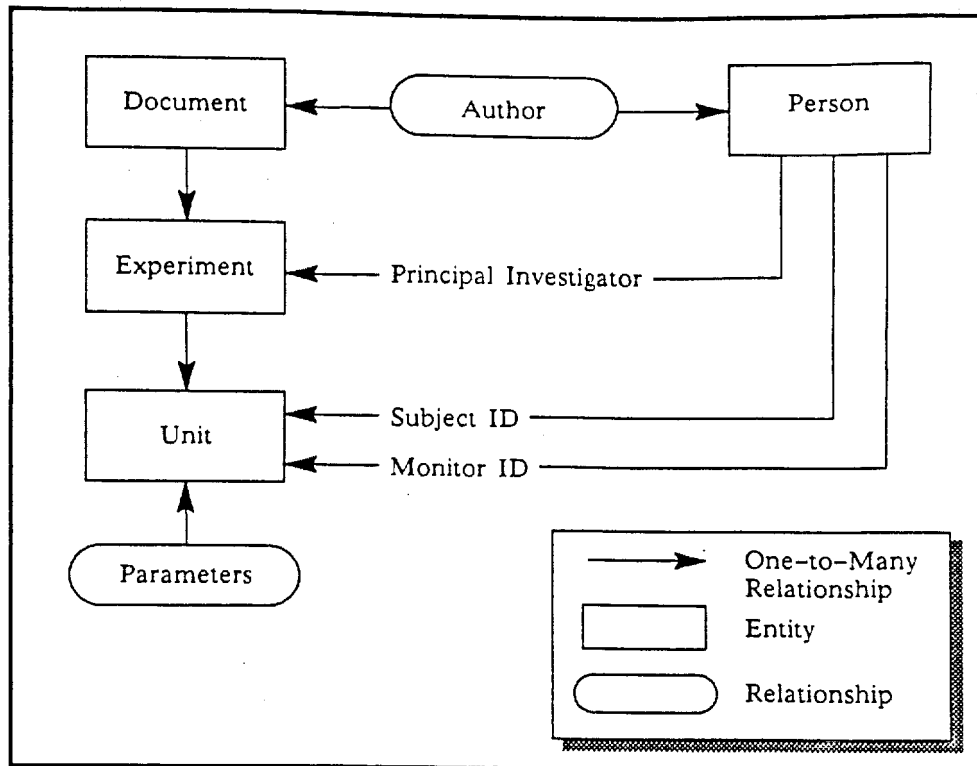 Document
Author
Person
Experiment
Principal Investigator
Unit
Subject ID
Monitor ID
Parameters
One-to-Many
Relationship
Entity
Relationship